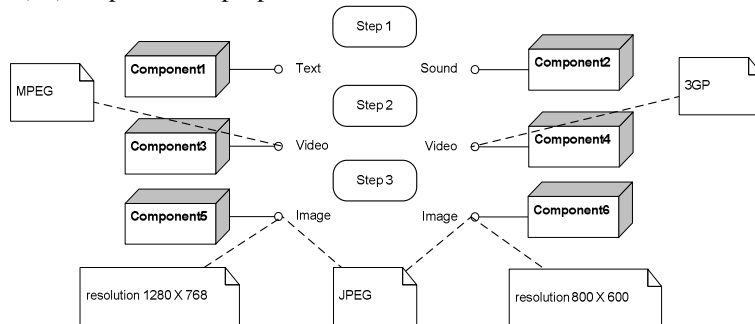 Step 1
Component1
Text
Sound
Component2
MPEG
3GP
Step 2
Component3
Video
Video
Component4
Step 3
Component5
Image
Image
Component6
resolution 1280 X 768
JPEG
resolution 800 X 600